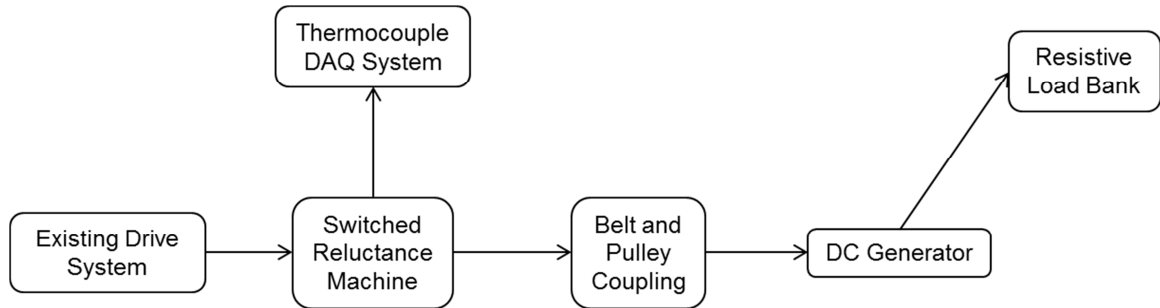 Thermocouple
DAQ System
Resistive
Load Bank
Existing Drive
System
Switched
Reluctance
Machine
Belt and
Pulley
Coupling
DC Generator